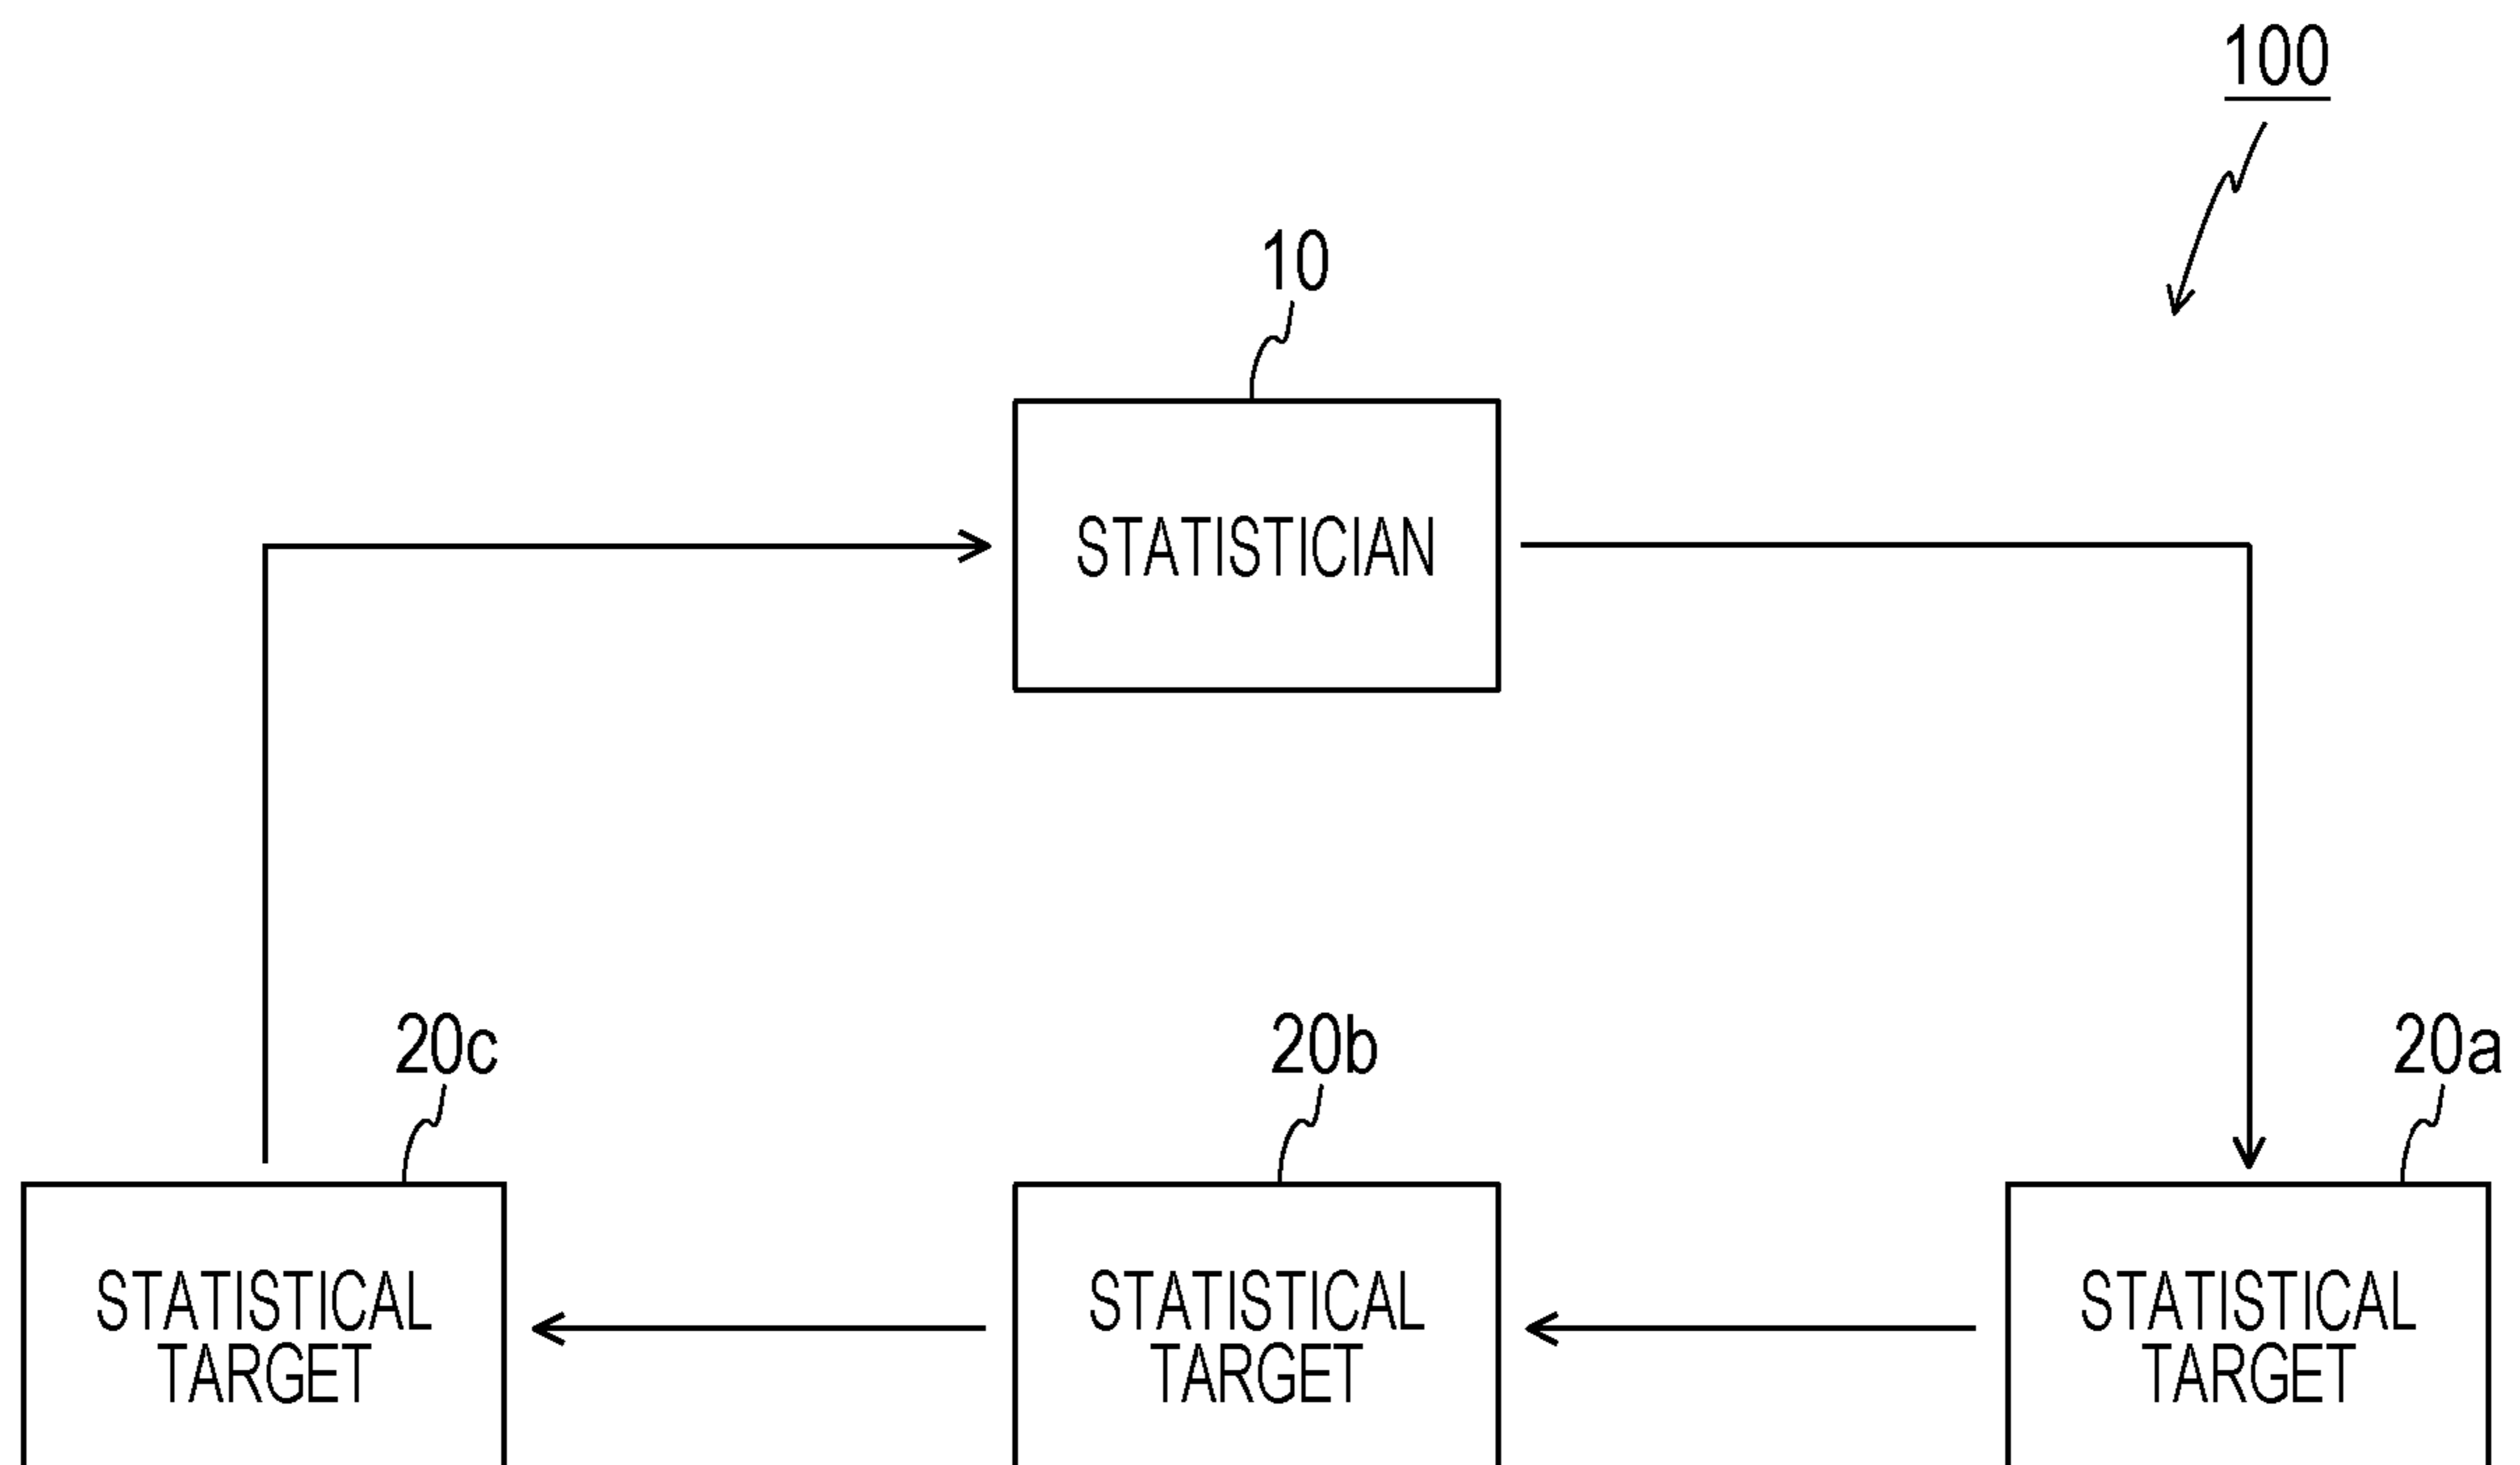 100
10
STATISTICIAN
20c
20b
20a
STATISTICAL
TARGET
STATISTICAL
TARGET
STATISTICAL
TARGET